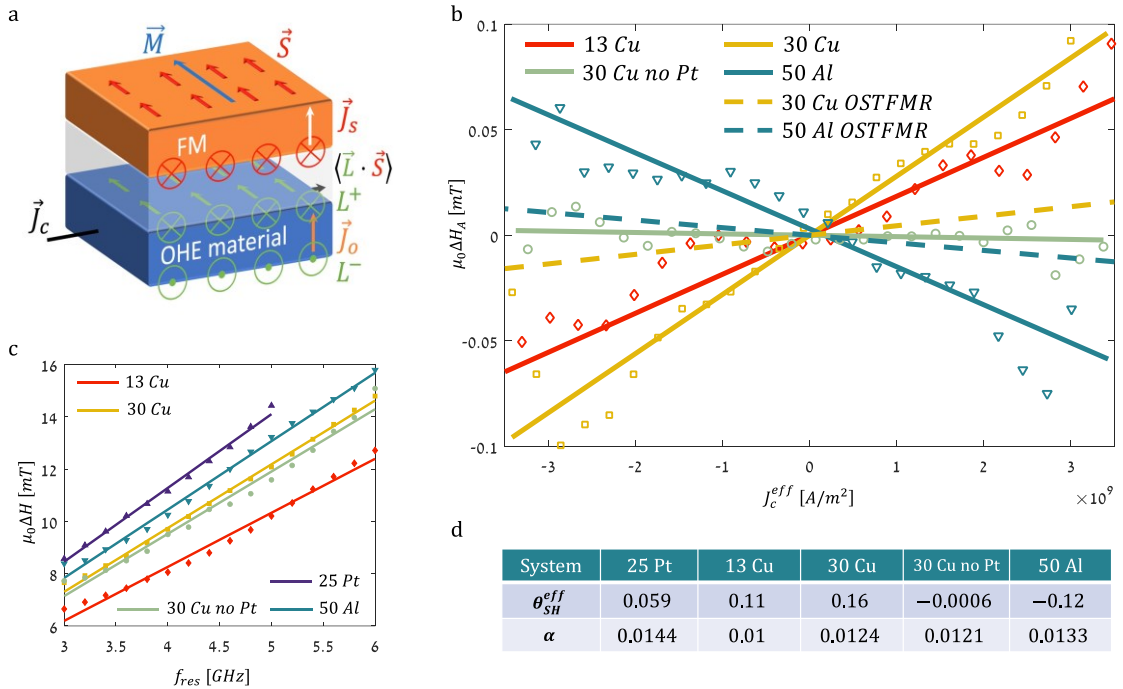 a
M
S
J_s
FM
⟨L · S⟩
L⁺
J_c
OHE material
J_o
L⁻
b
13 Cu
30 Cu
30 Cu no Pt
50 Al
30 Cu OSTFMR
50 Al OSTFMR
0.1
0.05
0
-0.05
-0.1
μ₀ΔH_A [mT]
-3 -2 -1 0 1 2 3
J_c^eff [A/m²]
×10⁹
c
13 Cu
30 Cu
25 Pt
30 Cu no Pt
50 Al
16
14
12
10
8
6
μ₀ΔH [mT]
3 3.5 4 4.5 5 5.5 6
f_res [GHz]
d
System 25 Pt 13 Cu 30 Cu 30 Cu no Pt 50 Al
θ_SH^eff 0.059 0.11 0.16 −0.0006 −0.12
α 0.0144 0.01 0.0124 0.0121 0.0133